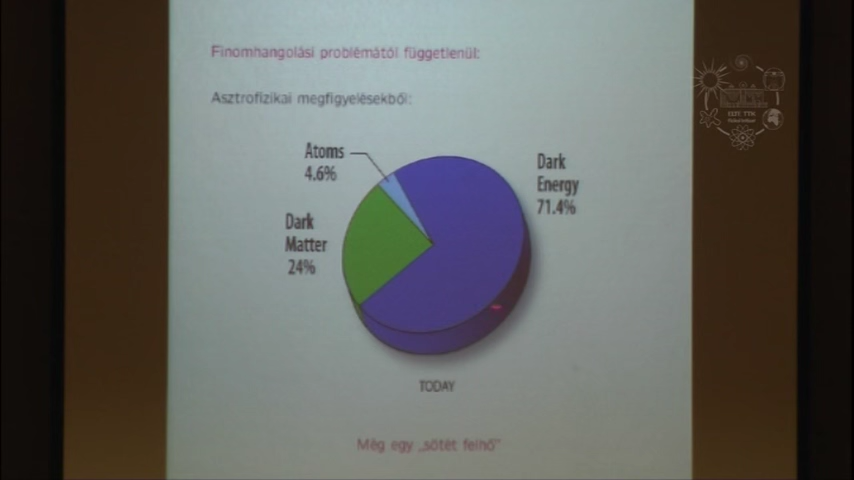 Finomhangolási problémától függetlenül:
Asztrofizikai megfigyelésekből:
Atoms
4.6%
Dark
Energy
71.4%
Dark
Matter
24%
TODAY
Még egy „sötét felhő”